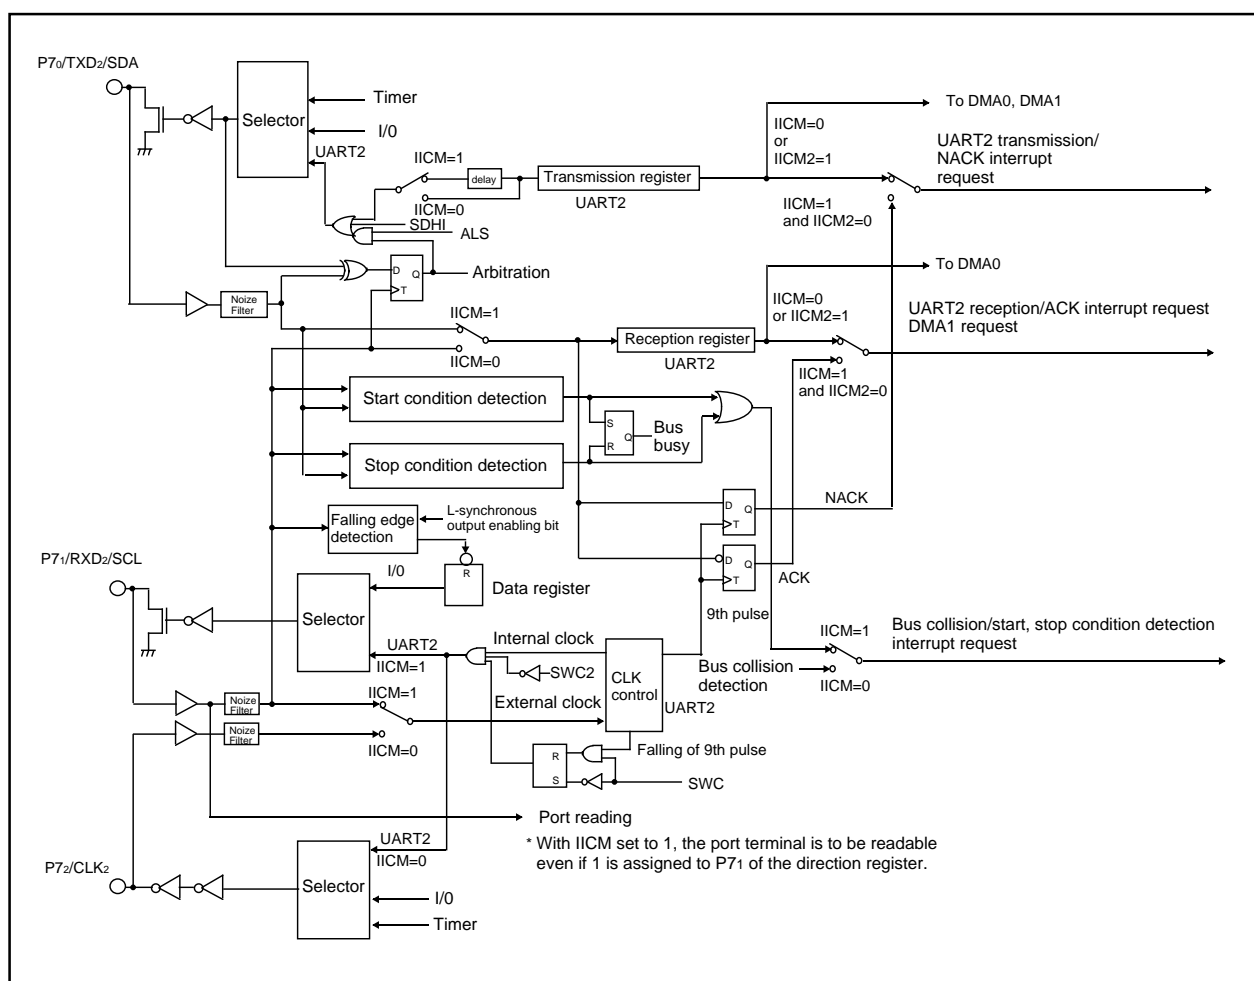 P70/TXD2/SDA
Selector
Timer
I/0
UART2
IICM=1
delay
IICM=0
SDHI
ALS
Transmission register
UART2
To DMA0, DMA1
IICM=0
or
IICM2=1
UART2 transmission/
NACK interrupt
request
IICM=1
and IICM2=0
Noize
Filter
D
Q
T
Arbitration
To DMA0
IICM=1
IICM=0
Reception register
UART2
IICM=0
or IICM2=1
UART2 reception/ACK interrupt request
DMA1 request
IICM=1
and IICM2=0
Start condition detection
S
Q
R
Bus
busy
Stop condition detection
Falling edge
detection
L-synchronous
output enabling bit
D
Q
T
NACK
D
Q
T
ACK
9th pulse
P71/RXD2/SCL
Selector
I/0
R
Data register
UART2
IICM=1
Internal clock
SWC2
CLK
control
UART2
Bus collision
detection
IICM=1
IICM=0
Bus collision/start, stop condition detection
interrupt request
Noize
Filter
IICM=1
External clock
Noize
Filter
IICM=0
R
S
Falling of 9th pulse
SWC
Port reading
* With IICM set to 1, the port terminal is to be readable
even if 1 is assigned to P71 of the direction register.
P72/CLK2
Selector
UART2
IICM=0
I/0
Timer